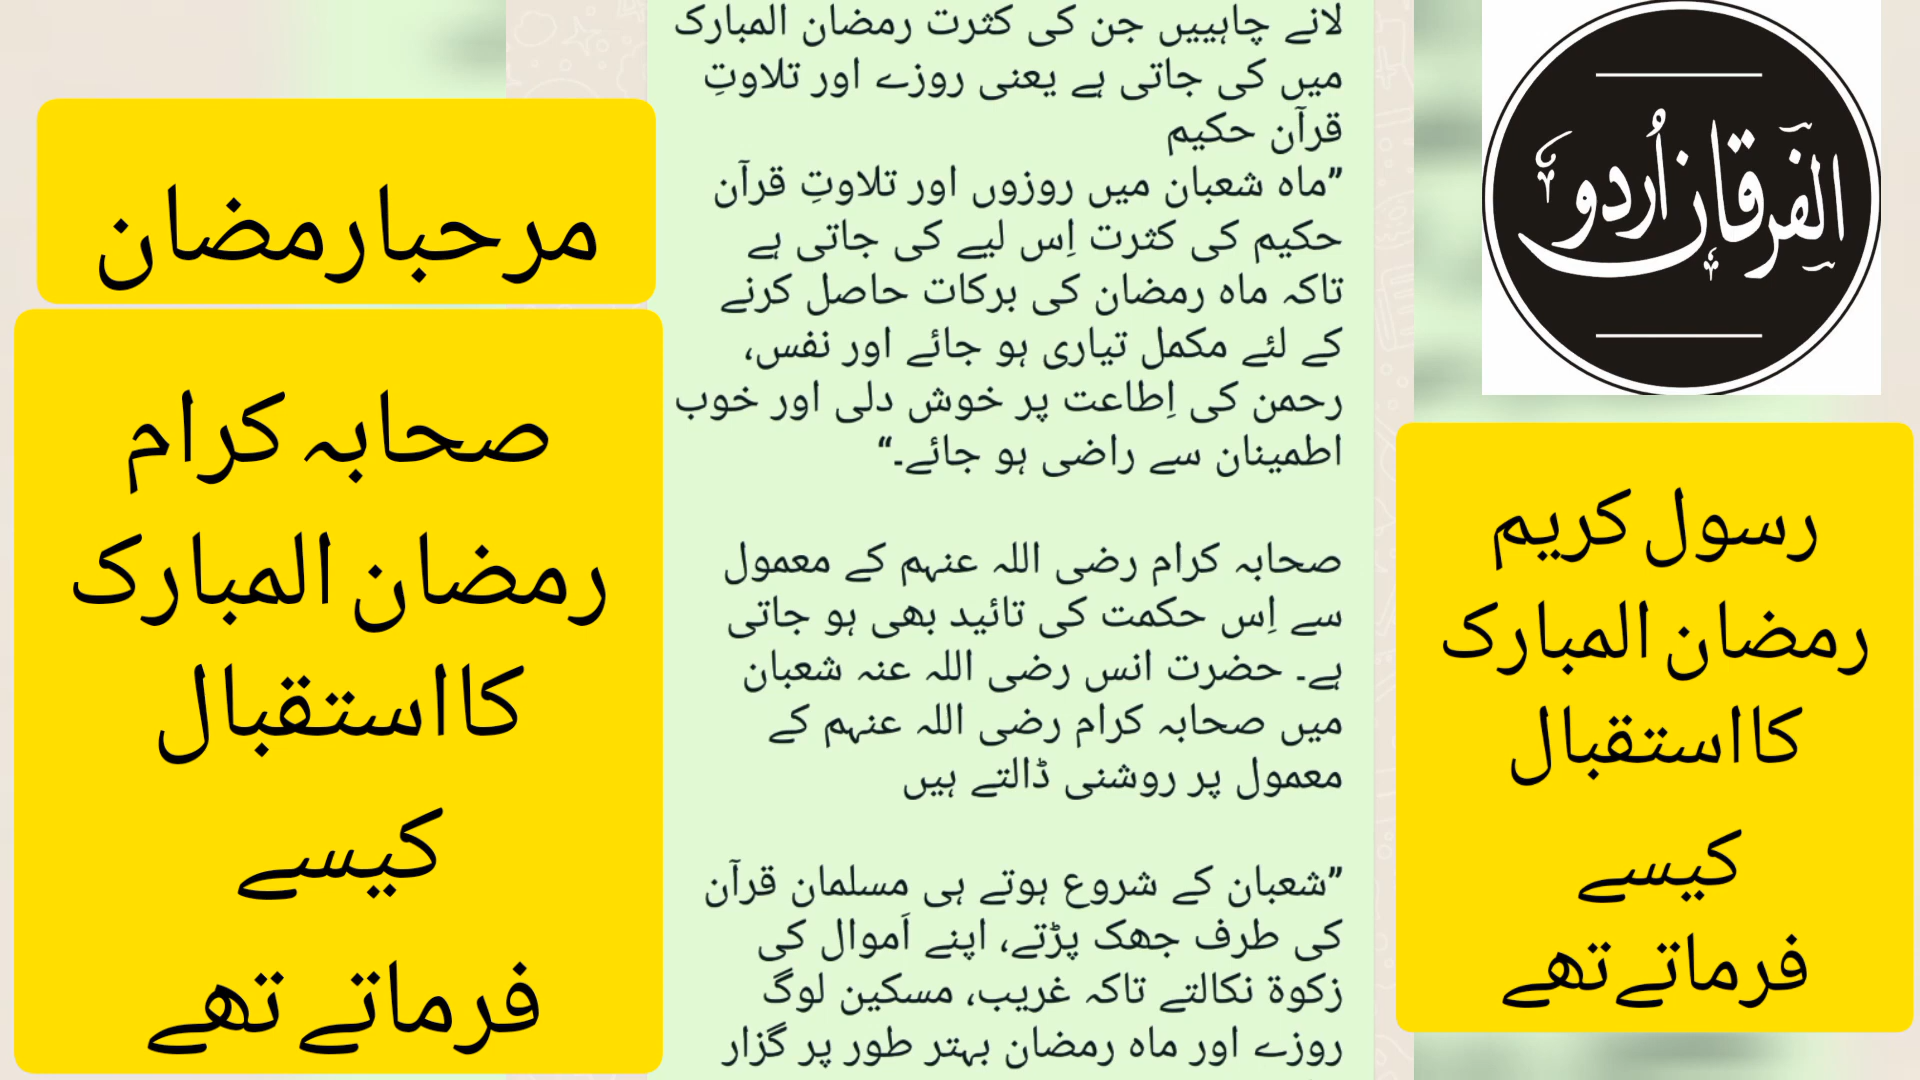 لانے چاہییں جن کی کثرت رمضان المبارک
میں کی جاتی ہے یعنی روزے اور تلاوتِ
قرآن حکیم
”ماہ شعبان میں روزوں اور تلاوتِ قرآن
حکیم کی کثرت اِس لیے کی جاتی ہے
تاکہ ماہ رمضان کی برکات حاصل کرنے
کے لئے مکمل تیاری ہو جائے اور نفس،
رحمن کی اِطاعت پر خوش دلی اور خوب
اطمینان سے راضی ہو جائے۔“
صحابہ کرام رضی اللہ عنہم کے معمول
سے اِس حکمت کی تائید بھی ہو جاتی
ہے۔ حضرت انس رضی اللہ عنہ شعبان
میں صحابہ کرام رضی اللہ عنہم کے
معمول پر روشنی ڈالتے ہیں
”شعبان کے شروع ہوتے ہی مسلمان قرآن
کی طرف جھک پڑتے، اپنے اَموال کی
زکوۃ نکالتے تاکہ غریب، مسکین لوگ
روزے اور ماہ رمضان بہتر طور پر گزار
الفرقان اُردو
رسول کریم
رمضان المبارک
کا استقبال
کیسے
فرماتے تھے
مرحبا رمضان
صحابہ کرام
رمضان المبارک
کا استقبال
کیسے
فرماتے تھے